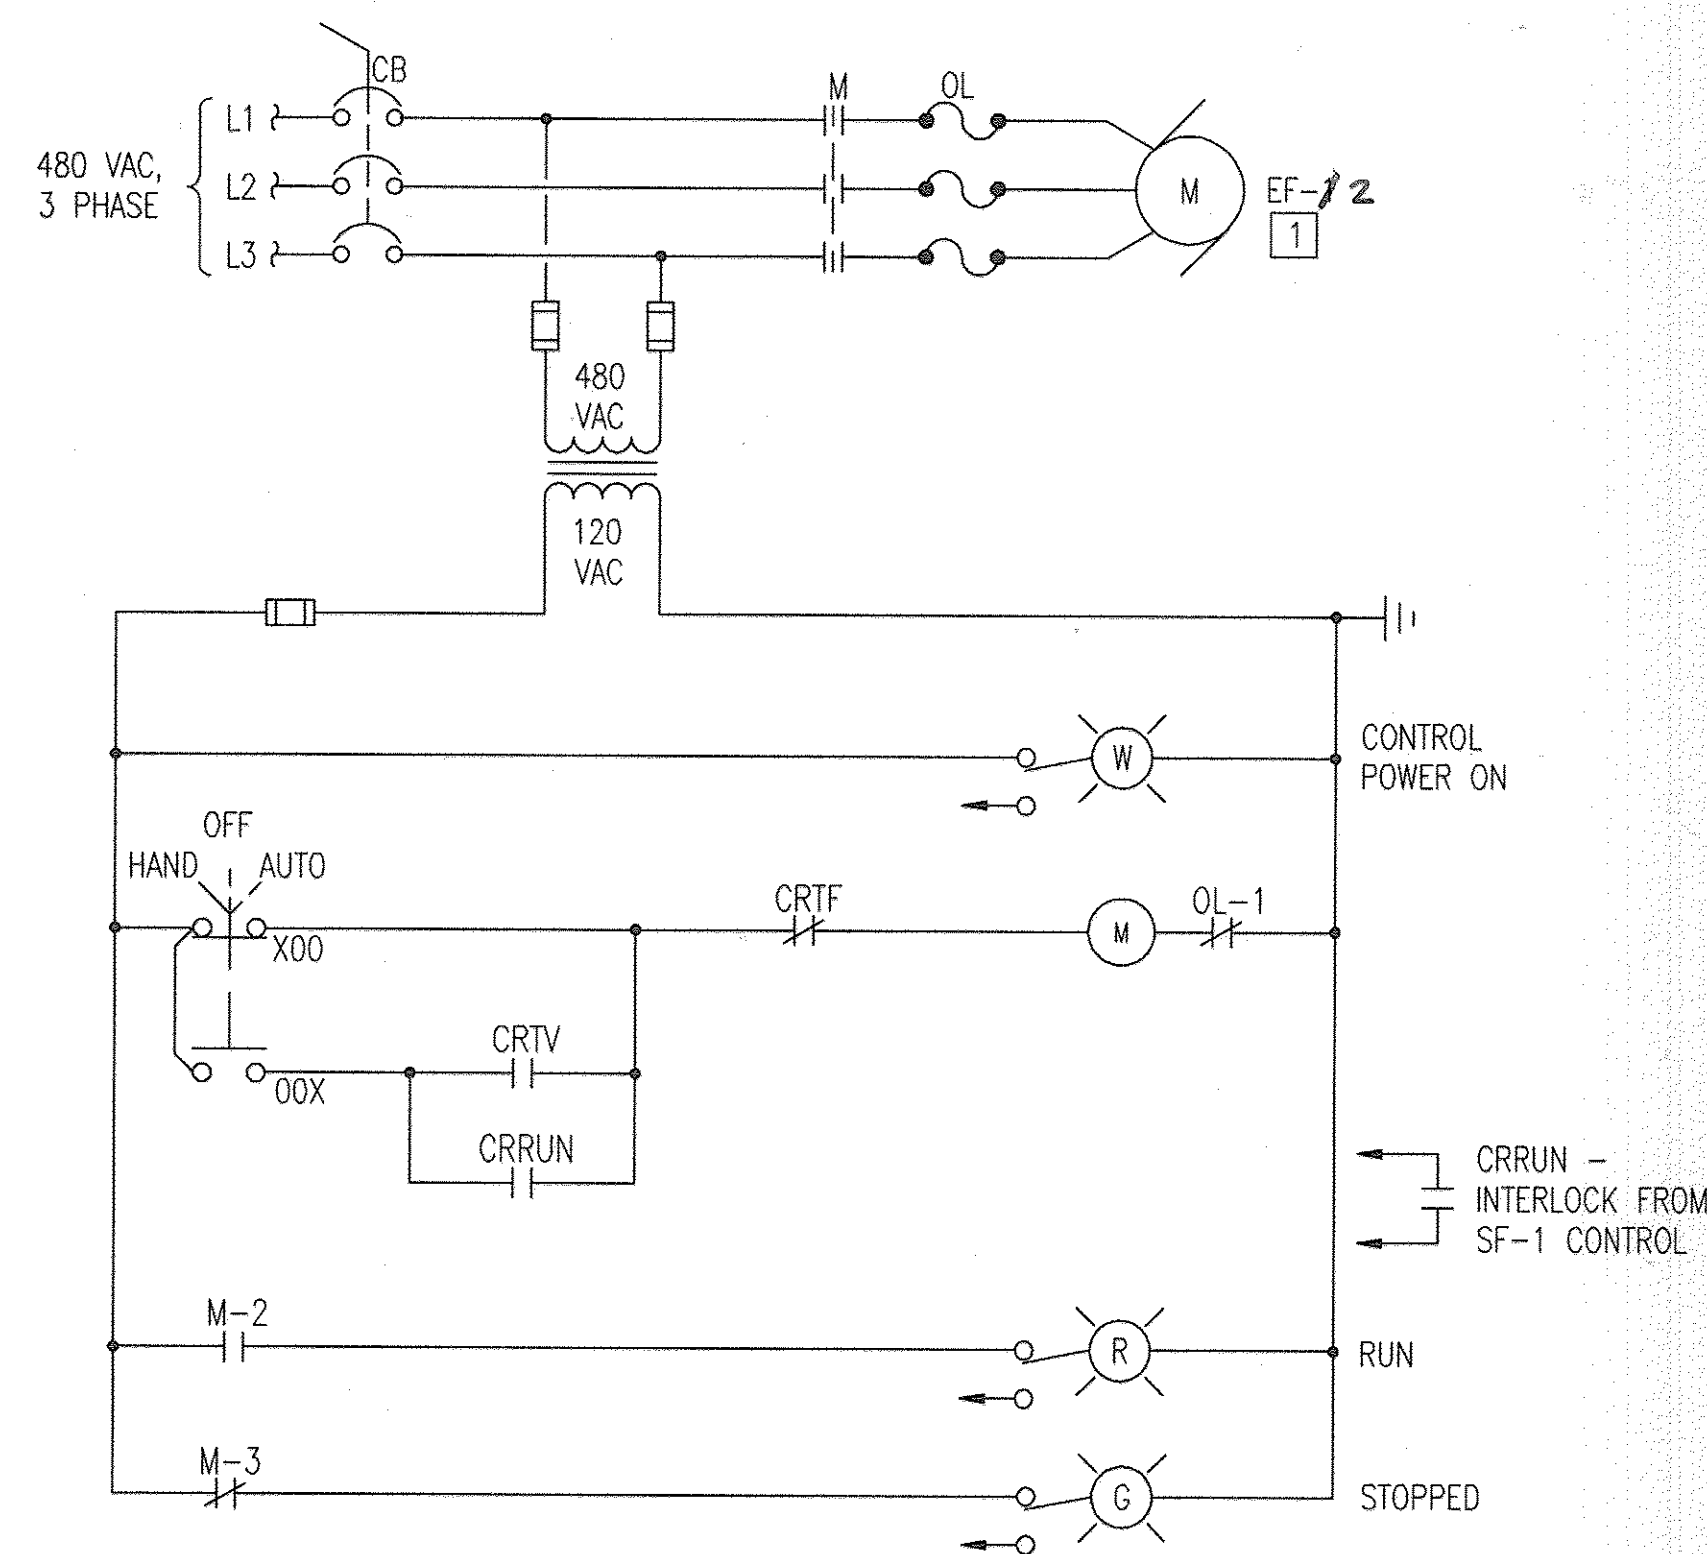 CB
M
OL
L1
480 VAC,
3 PHASE
L2
M
EF-1 2
1
L3
480
VAC
120
VAC
CONTROL
POWER ON
W
OFF
HAND
AUTO
CRTF
OL-1
M
X00
CRTV
00X
CRRUN
CRRUN -
INTERLOCK FROM
SF-1 CONTROL
M-2
R
RUN
M-3
G
STOPPED